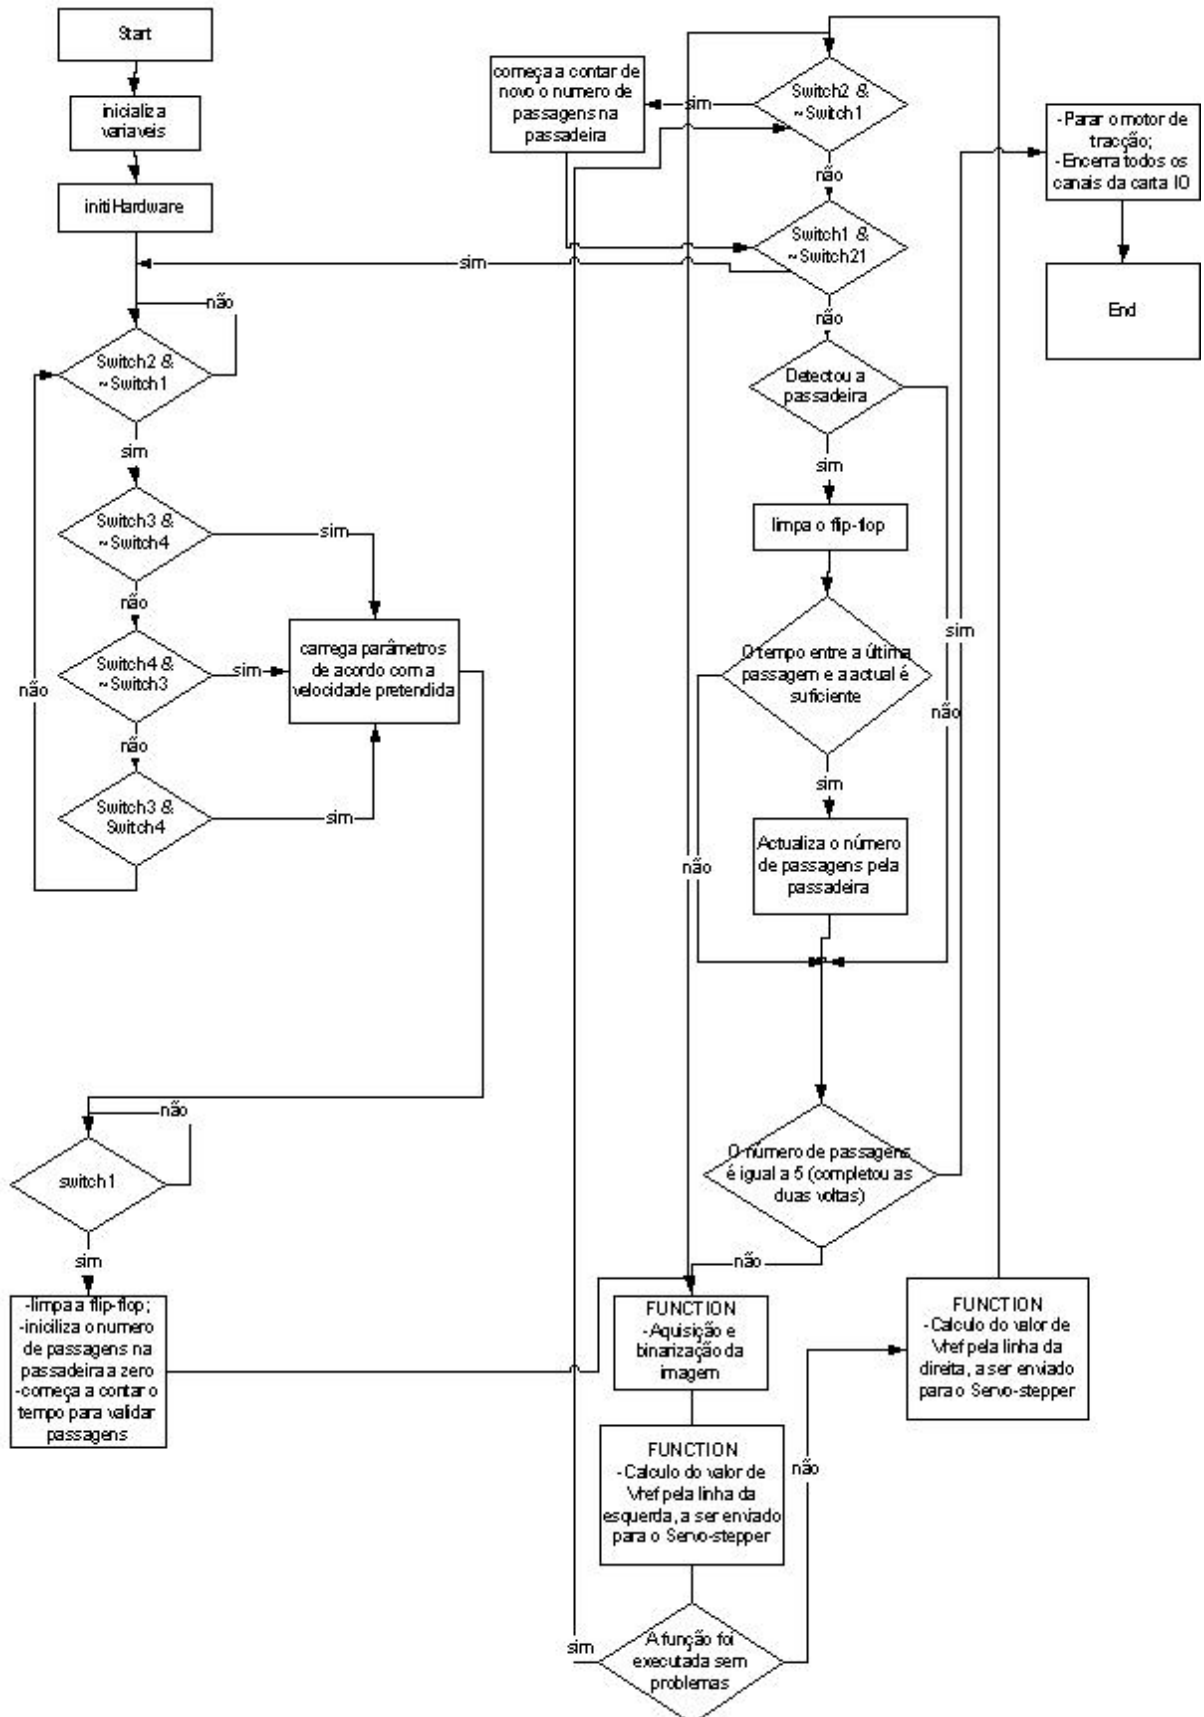 Start
inicializa
variaveis
initiHardware
não
Switch2 &
~Switch1
sim
Switch3 &
~Switch4
sim
não
Switch4 &
~Switch3
sim
não
não
Switch3 &
Switch4
sim
carrega parâmetros
de acordo com a
velocidade pretendida
não
switch1
sim
-limpa a flip-flop;
-iniciliza o numero
de passagens na
passadeira a zero
-começa a contar o
tempo para validar
passagens
começa a contar de
novo o numero de
passagens na
passadeira
sim
Switch2 &
~Switch1
não
Switch1 &
~Switch21
sim
não
Detectou a
passadeira
sim
não
limpa o flip-flop
O tempo entre a última
passagem e a actual é
suficiente
não
sim
Actualiza o número
de passagens pela
passadeira
O número de passagens
é igual a 5 (completou as
duas voltas)
sim
não
-Parar o motor de
tracção;
-Encerra todos os
canais da carta IO
End
FUNCTION
-Aquisição e
binarização da
imagem
FUNCTION
-Calculo do valor de
Vref pela linha da
esquerda, a ser enviado
para o Servo-stepper
A função foi
executada sem
problemas
sim
não
FUNCTION
-Calculo do valor de
Vref pela linha da
direita, a ser enviado
para o Servo-stepper